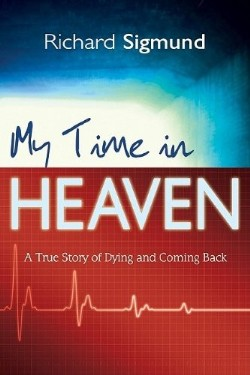 Richard Sigmund
My Time in
HEAVEN
A True Story of Dying and Coming Back